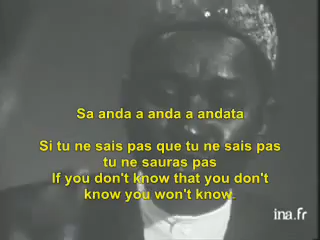 Sa anda a anda a andata
Si tu ne sais pas que tu ne sais pas
tu ne sauras pas
If you don't know that you don't
know you won't know.
ina.fr